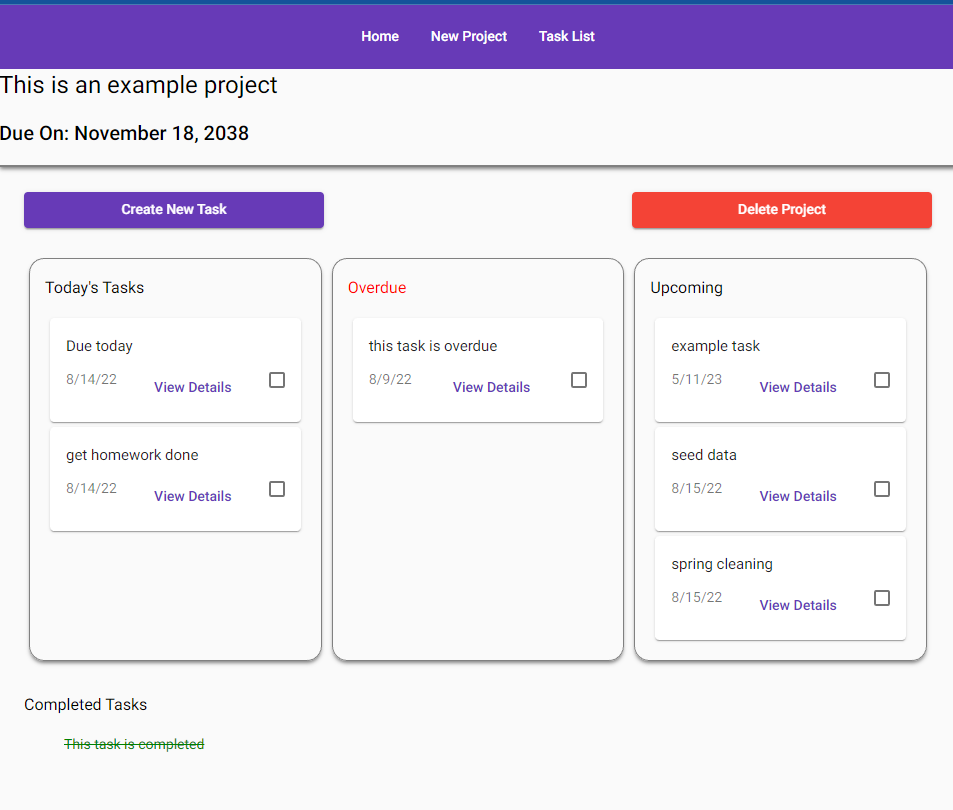 Home New Project Task List
This is an example project
Due On: November 18, 2038
Create New Task
Delete Project
Today's Tasks
Due today
8/14/22 View Details
get homework done
8/14/22 View Details
Overdue
this task is overdue
8/9/22 View Details
Upcoming
example task
5/11/23 View Details
seed data
8/15/22 View Details
spring cleaning
8/15/22 View Details
Completed Tasks
This task is completed